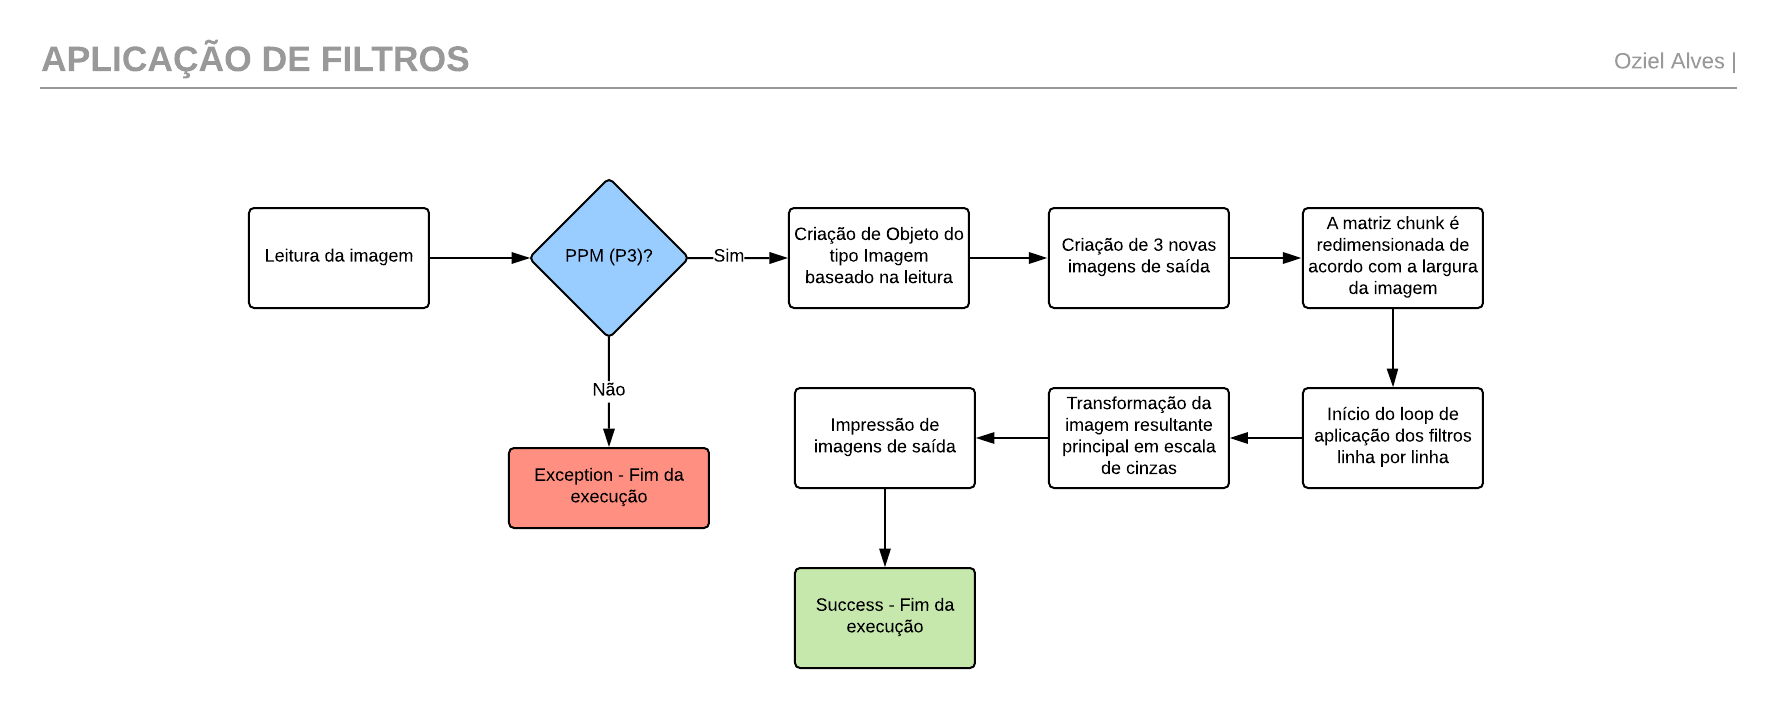 APLICAÇÃO DE FILTROS
Oziel Alves |
Leitura da imagem
PPM (P3)?
Sim
Criação de Objeto do
tipo Imagem
baseado na leitura
Criação de 3 novas
imagens de saída
A matriz chunk é
redimensionada de
acordo com a largura
da imagem
Não
Exception - Fim da
execução
Início do loop de
aplicação dos filtros
linha por linha
Transformação da
imagem resultante
principal em escala
de cinzas
Impressão de
imagens de saída
Success - Fim da
execução